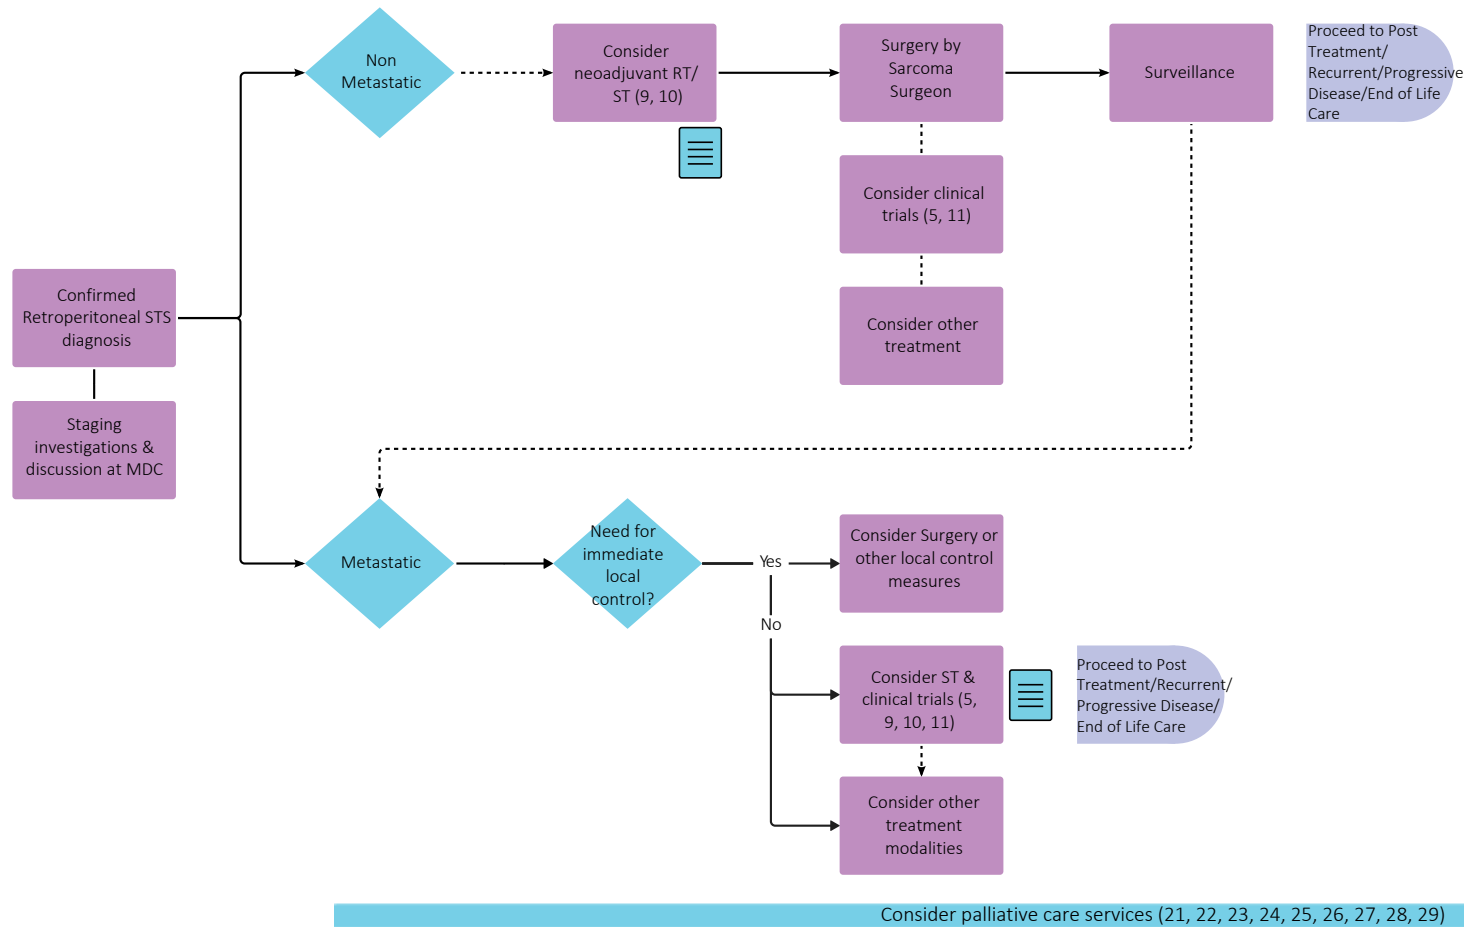 Non
Metastatic
Consider
neoadjuvant RT/
ST (9, 10)
Surgery by
Sarcoma
Surgeon
Surveillance
Proceed to Post
Treatment/
Recurrent/Progressive
Disease/End of Life
Care
Consider clinical
trials (5, 11)
Consider other
treatment
Confirmed
Retroperitoneal STS
diagnosis
Staging
investigations &
discussion at MDC
Metastatic
Need for
immediate
local
control?
Yes
No
Consider Surgery or
other local control
measures
Consider ST &
clinical trials (5,
9, 10, 11)
Proceed to Post
Treatment/Recurrent/
Progressive Disease/
End of Life Care
Consider other
treatment
modalities
Consider palliative care services (21, 22, 23, 24, 25, 26, 27, 28, 29)